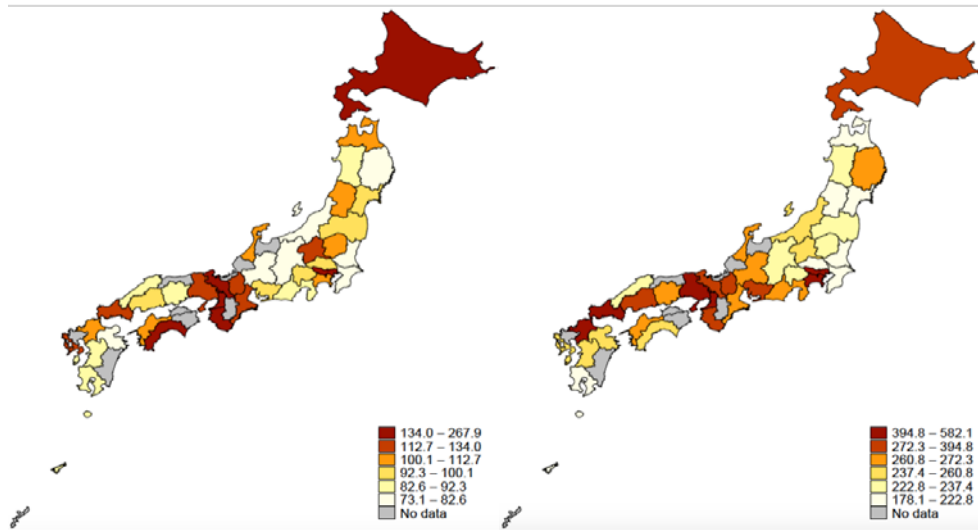 134.0 – 267.9
112.7 – 134.0
100.1 – 112.7
92.3 – 100.1
82.6 – 92.3
73.1 – 82.6
No data
394.8 – 582.1
272.3 – 394.8
260.8 – 272.3
237.4 – 260.8
222.8 – 237.4
178.1 – 222.8
No data